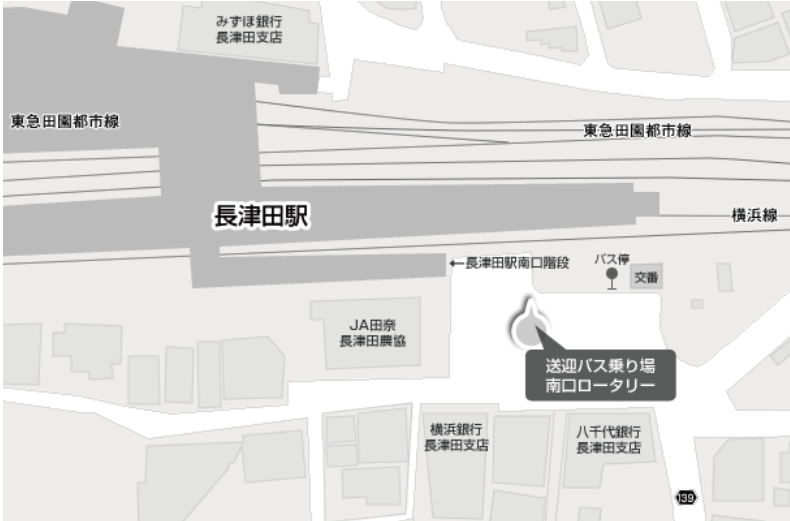 みずほ銀行
長津田支店
東急田園都市線
東急田園都市線
長津田駅
横浜線
←長津田駅南口階段
バス停
交番
JA田奈
長津田農協
送迎バス乗り場
南口ロータリー
横浜銀行
長津田支店
八千代銀行
長津田支店
139